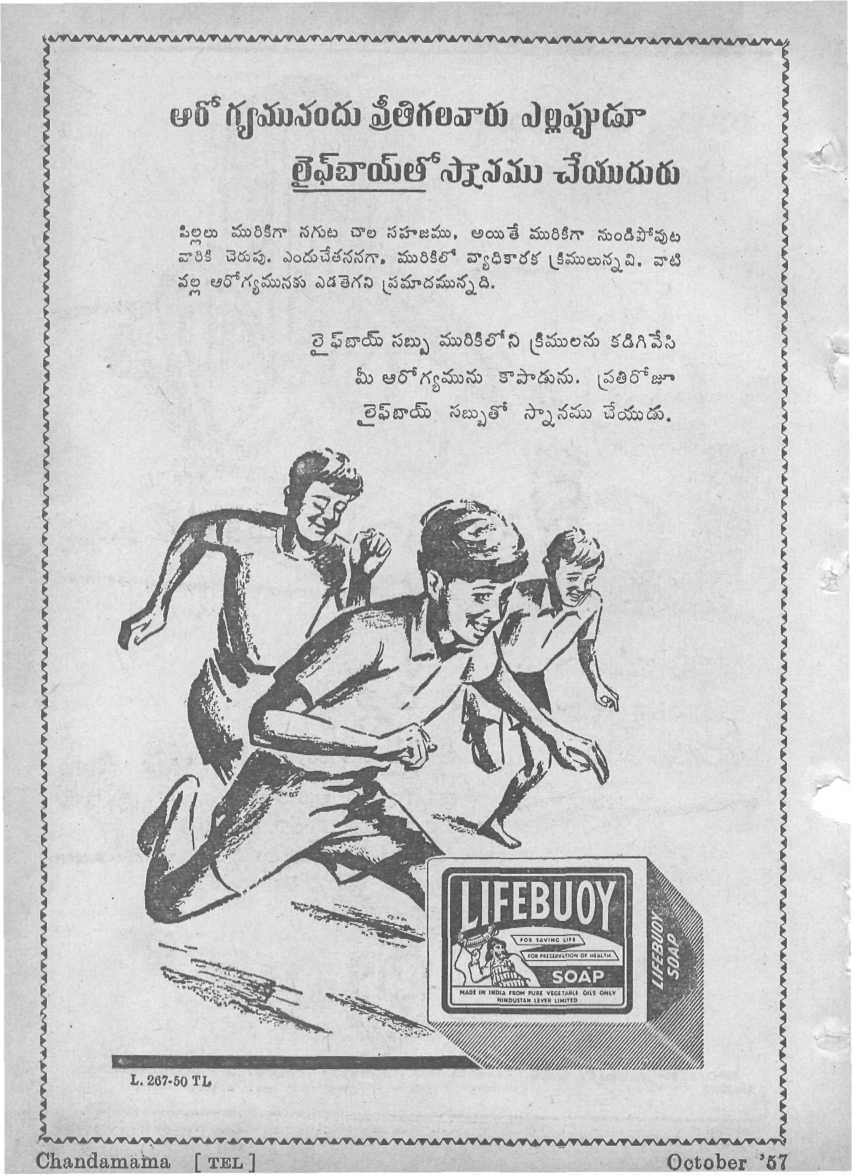 ఆరోగ్యమునందు ప్రీతిగలవారు ఎల్లప్పుడూ
లైఫ్‌బాయ్‌తో స్నానము చేయుదురు
పిల్లలు మురికిగా నగుట చాల సహజము, అయితే మురికిగా నుండిపోవుట
వారికి చెరుపు. ఎందుచేతననగా, మురికిలో వ్యాధికారక క్రిములున్నవి. వాటి
వల్ల ఆరోగ్యమునకు ఎడతెగని ప్రమాదమున్నది.
లైఫ్‌బాయ్ సబ్బు మురికిలోని క్రిములను కడిగివేసి
మీ ఆరోగ్యమును కాపాడును. ప్రతిరోజూ
లైఫ్‌బాయ్ సబ్బుతో స్నానము చేయుడు.
LIFEBUOY
FOR SAVING LIFE
FOR PRESERVATION OF HEALTH
SOAP
MADE IN INDIA FROM PURE VEGETABLE OILS ONLY
HINDUSTAN LEVER LIMITED
LIFEBUOY
SOAP
L. 267-50 TL
Chandamama [ TEL ] October '57